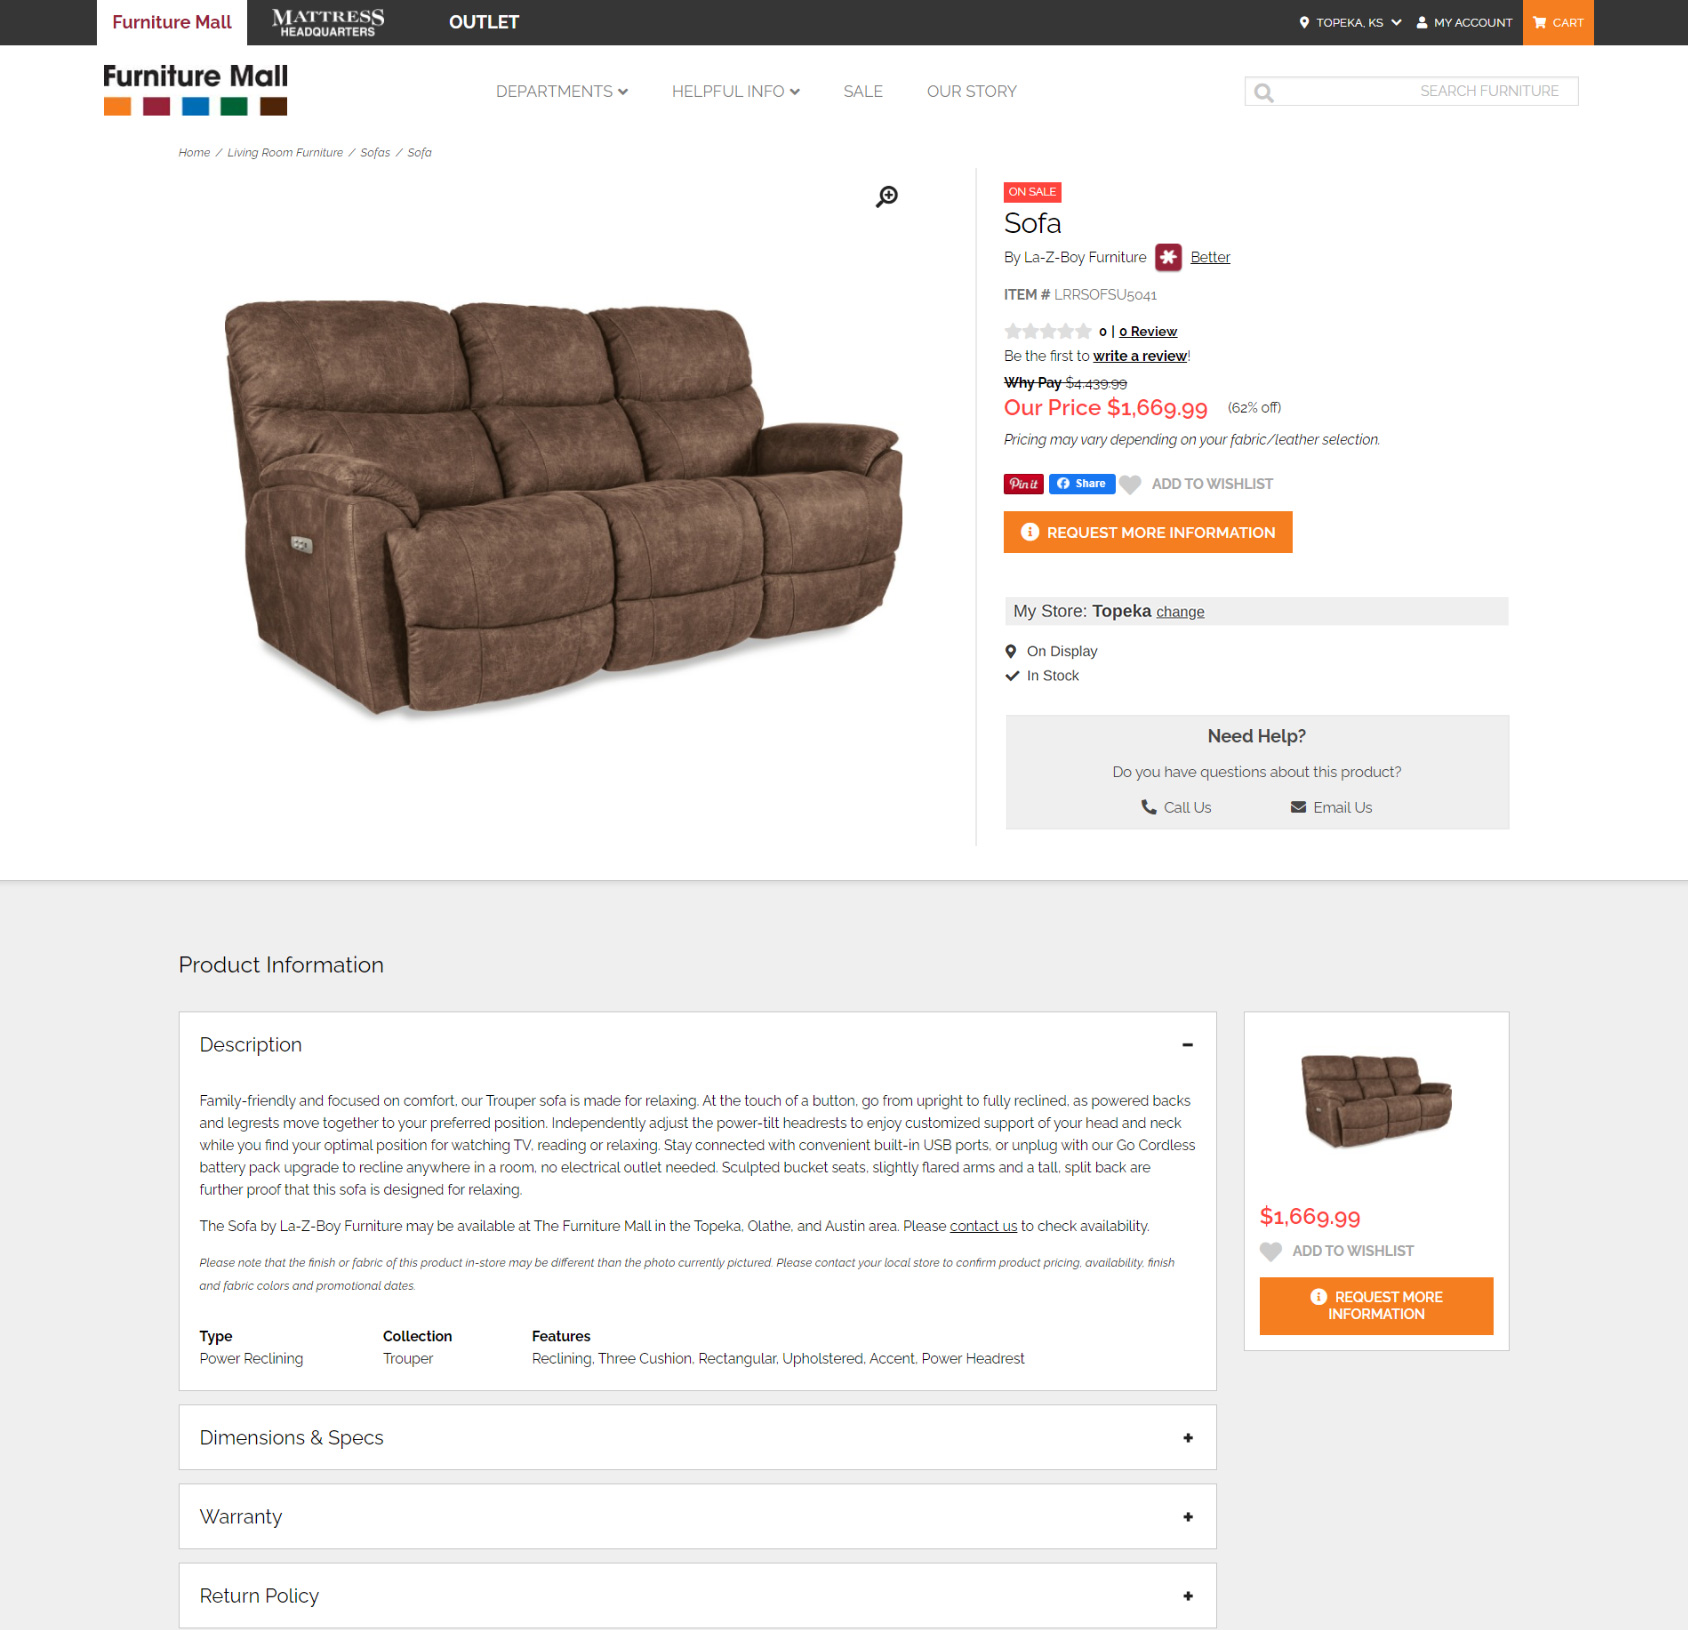 Furniture Mall
MATTRESS
HEADQUARTERS
OUTLET
TOPEKA, KS
MY ACCOUNT
CART
Furniture Mall
DEPARTMENTS
HELPFUL INFO
SALE
OUR STORY
SEARCH FURNITURE
Home / Living Room Furniture / Sofas / Sofa
ON SALE
Sofa
By La-Z-Boy Furniture Better
ITEM # LRRSOFSU5041
0 | 0 Review
Be the first to write a review!
Why Pay $4,439.99
Our Price $1,669.99 (62% off)
Pricing may vary depending on your fabric/leather selection.
Pin it
Share
ADD TO WISHLIST
REQUEST MORE INFORMATION
My Store: Topeka change
On Display
In Stock
Need Help?
Do you have questions about this product?
Call Us
Email Us
Product Information
Description
Family-friendly and focused on comfort, our Trouper sofa is made for relaxing. At the touch of a button, go from upright to fully reclined, as powered backs
and legrests move together to your preferred position. Independently adjust the power-tilt headrests to enjoy customized support of your head and neck
while you find your optimal position for watching TV, reading or relaxing. Stay connected with convenient built-in USB ports, or unplug with our Go Cordless
battery pack upgrade to recline anywhere in a room, no electrical outlet needed. Sculpted bucket seats, slightly flared arms and a tall, split back are
further proof that this sofa is designed for relaxing.
The Sofa by La-Z-Boy Furniture may be available at The Furniture Mall in the Topeka, Olathe, and Austin area. Please contact us to check availability.
Please note that the finish or fabric of this product in-store may be different than the photo currently pictured. Please contact your local store to confirm product pricing, availability, finish
and fabric colors and promotional dates.
Type
Power Reclining
Collection
Trouper
Features
Reclining, Three Cushion, Rectangular, Upholstered, Accent, Power Headrest
$1,669.99
ADD TO WISHLIST
REQUEST MORE
INFORMATION
Dimensions & Specs
Warranty
Return Policy